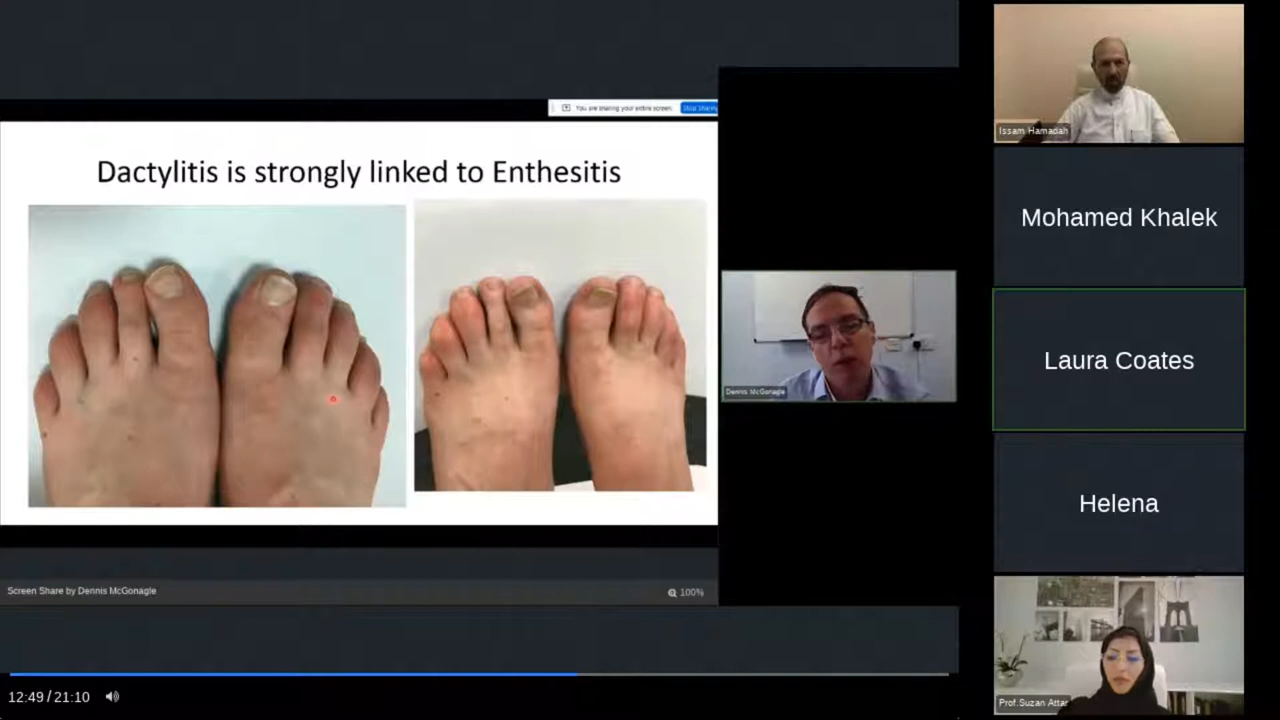 You are sharing your entire screen.
Stop Sharing
Dactylitis is strongly linked to Enthesitis
Dennis McGonagle
Screen Share by Dennis McGonagle
100%
12:49 / 21:10
Issam Hamadah
Mohamed Khalek
Laura Coates
Helena
Prof.Suzan Attar